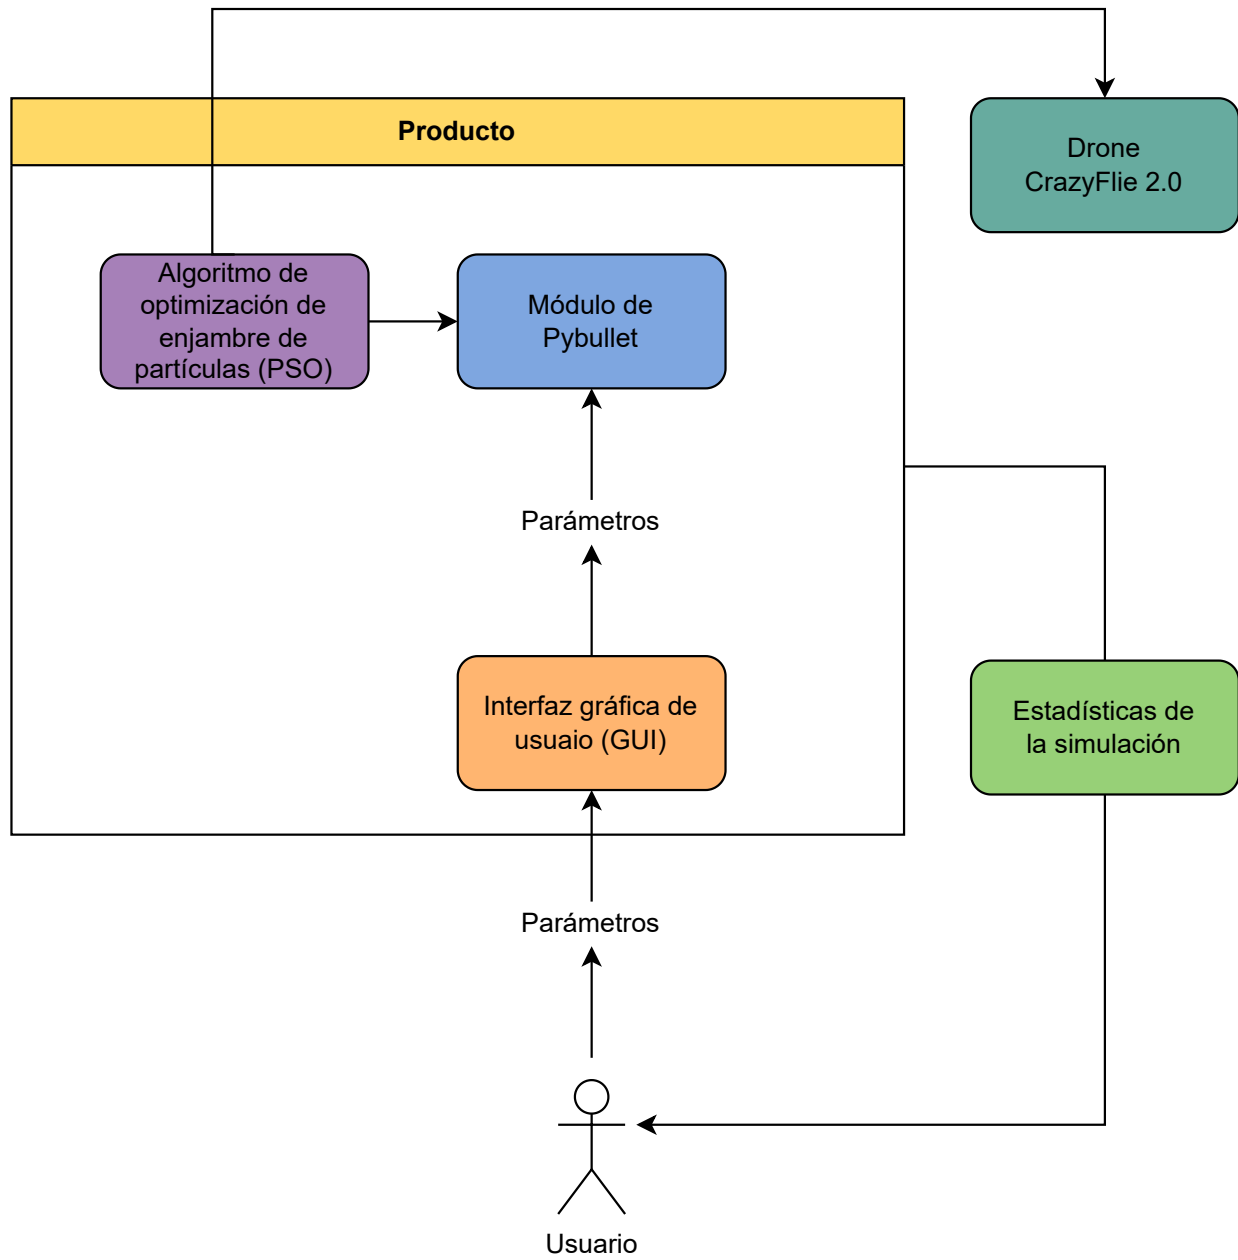 Producto
Drone
CrazyFlie 2.0
Algoritmo de
optimización de
enjambre de
partículas (PSO)
Módulo de
Pybullet
Parámetros
Interfaz gráfica de
usuaio (GUI)
Estadísticas de
la simulación
Parámetros
Usuario